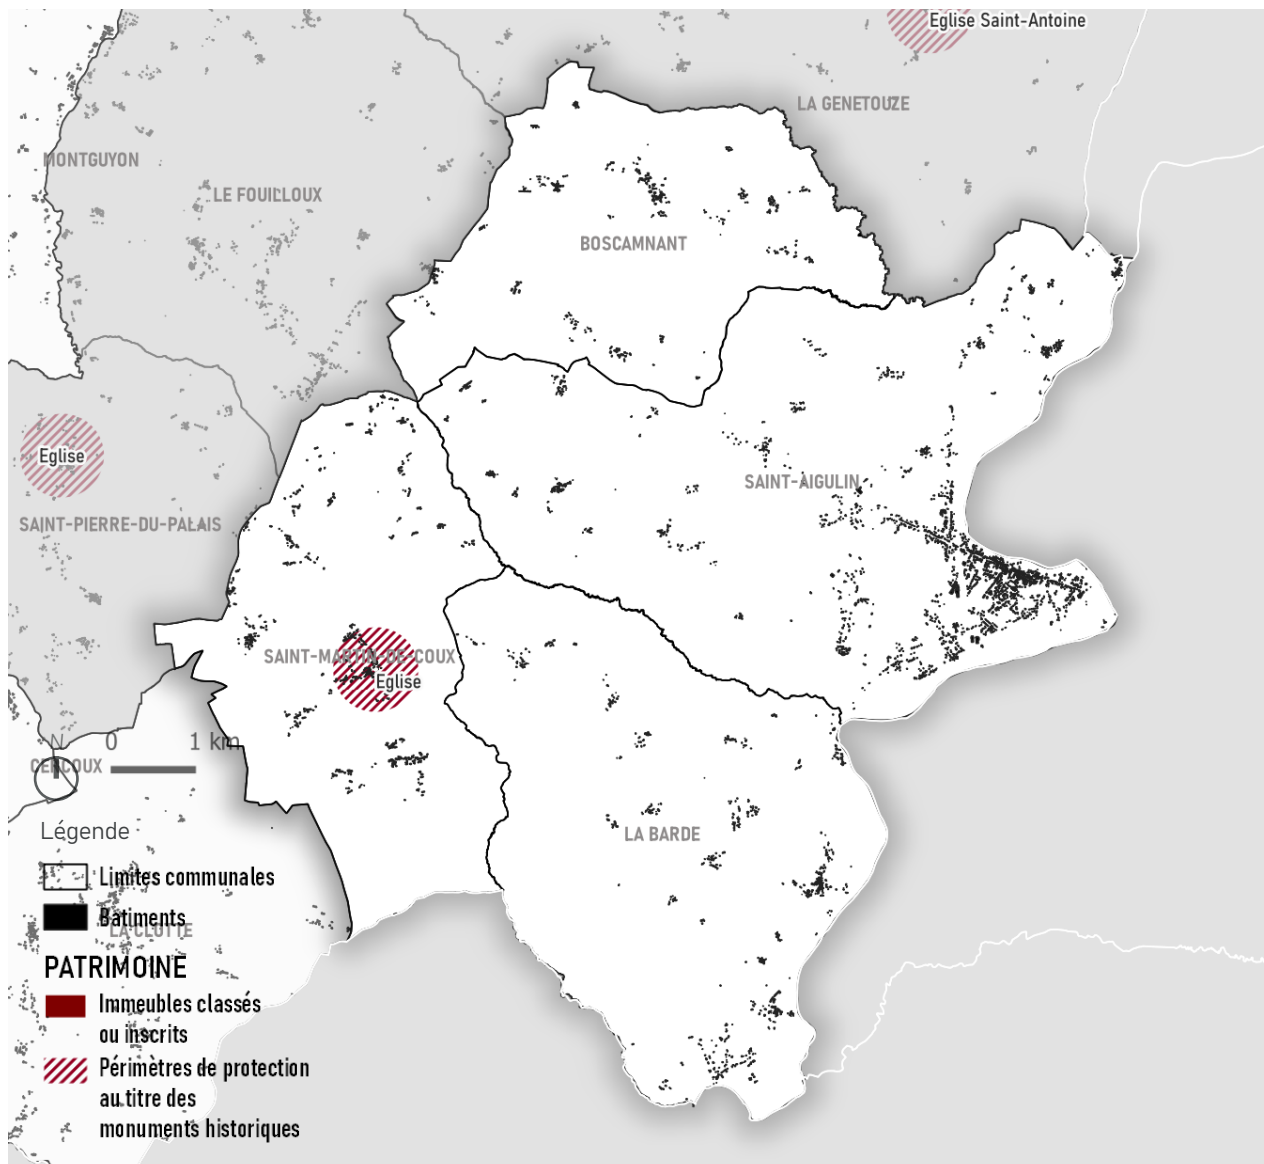 Eglise Saint-Antoine
LA GENETOUZE
MONTGUYON
LE FOUILLOUX
BOSCAMNANT
Eglise
SAINT-AIGULIN
SAINT-PIERRE-DU-PALAIS
SAINT-MARTIN-DE-COUX
Eglise
N 0 1 km
CERCOUX
Légende
LA BARDE
Limites communales
Bâtiments
LA CLOTTE
PATRIMOINE
Immeubles classés
ou inscrits
Périmètres de protection
au titre des
monuments historiques